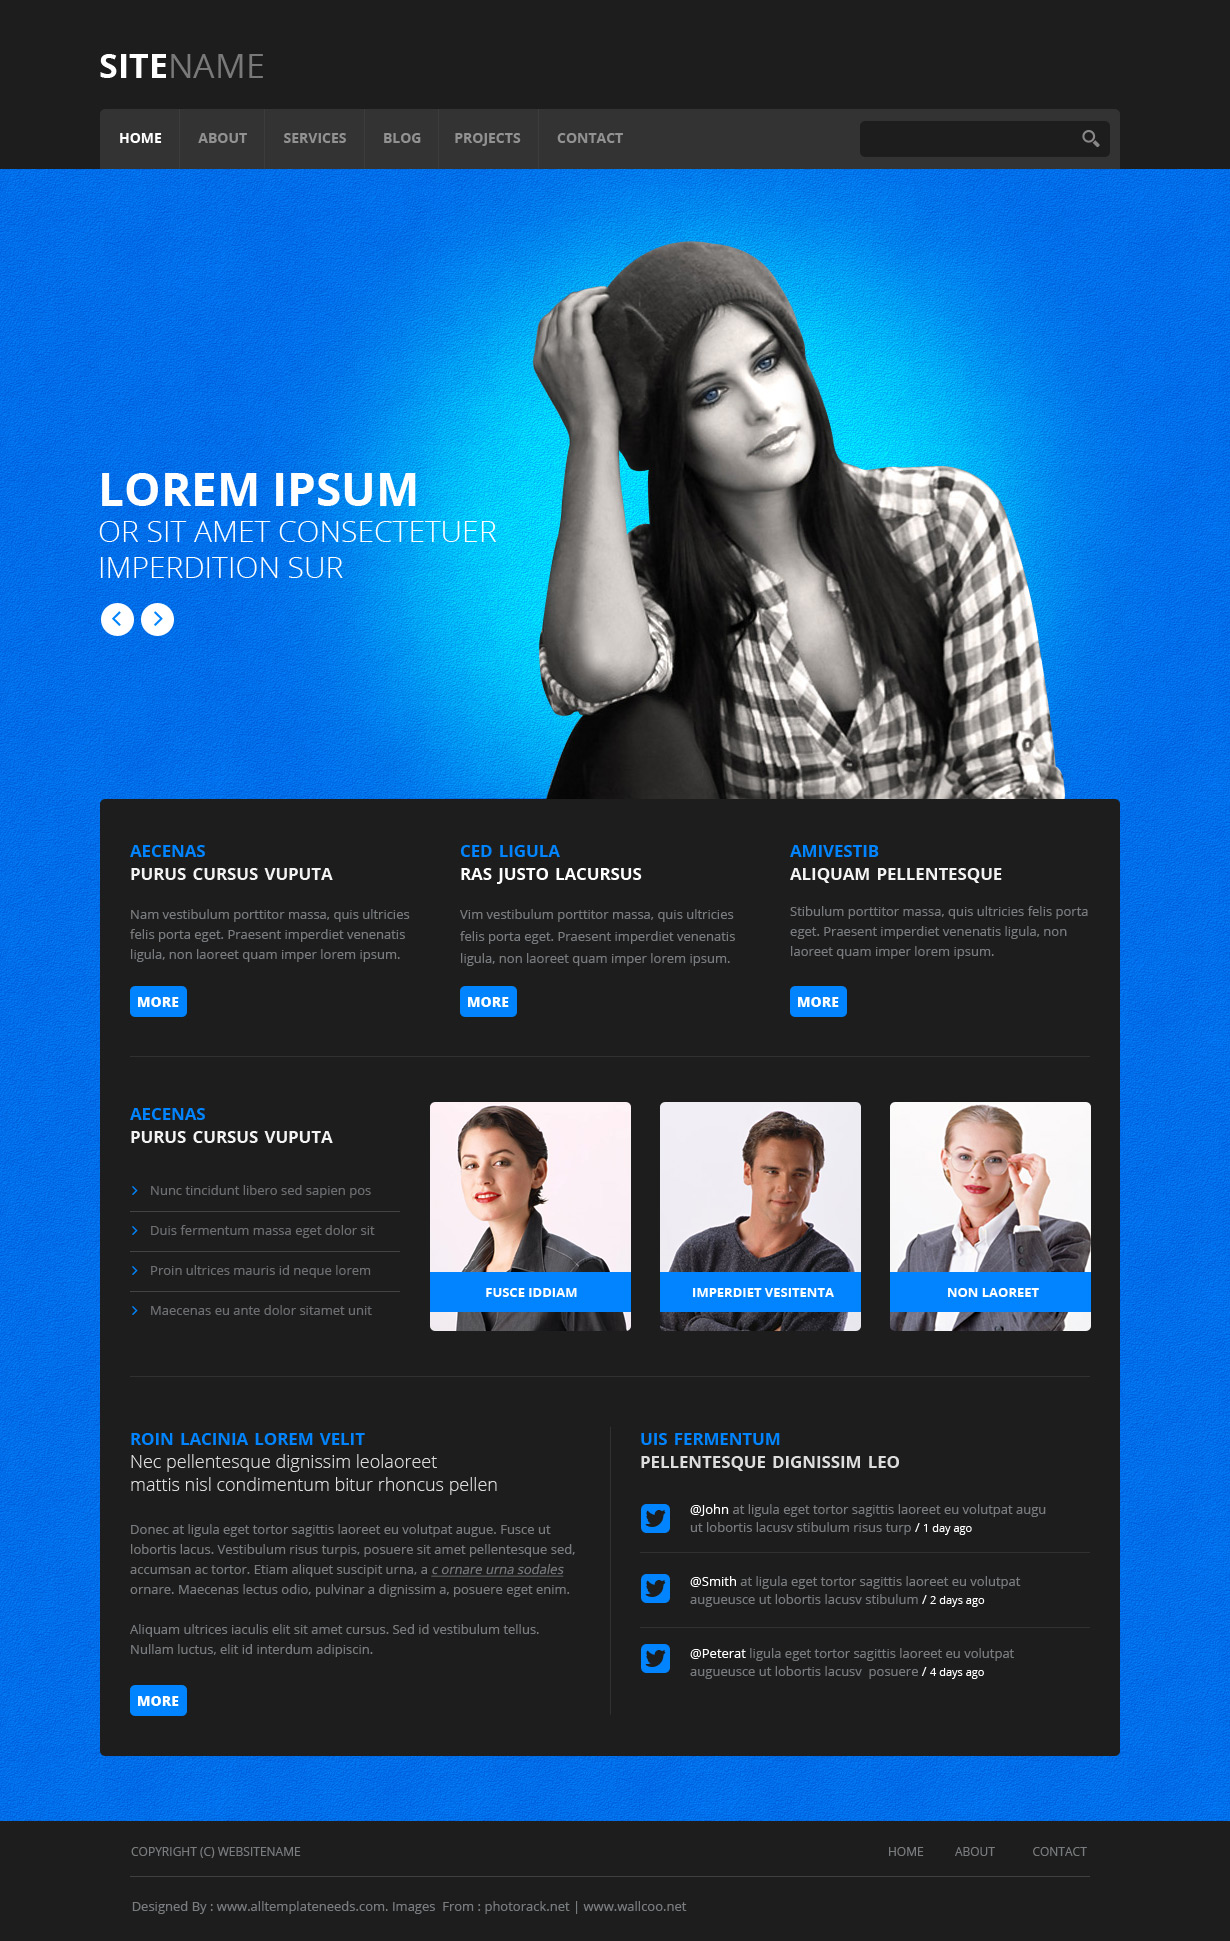 SITENAME
HOME ABOUT SERVICES BLOG PROJECTS CONTACT
LOREM IPSUM
OR SIT AMET CONSECTETUER
IMPERDITION SUR
AECENAS
PURUS CURSUS VUPUTA
Nam vestibulum porttitor massa, quis ultricies
felis porta eget. Praesent imperdiet venenatis
ligula, non laoreet quam imper lorem ipsum.
MORE
CED LIGULA
RAS JUSTO LACURSUS
Vim vestibulum porttitor massa, quis ultricies
felis porta eget. Praesent imperdiet venenatis
ligula, non laoreet quam imper lorem ipsum.
MORE
AMIVESTIB
ALIQUAM PELLENTESQUE
Stibulum porttitor massa, quis ultricies felis porta
eget. Praesent imperdiet venenatis ligula, non
laoreet quam imper lorem ipsum.
MORE
AECENAS
PURUS CURSUS VUPUTA
Nunc tincidunt libero sed sapien pos
Duis fermentum massa eget dolor sit
Proin ultrices mauris id neque lorem
Maecenas eu ante dolor sitamet unit
FUSCE IDDIAM
IMPERDIET VESITENTA
NON LAOREET
ROIN LACINIA LOREM VELIT
Nec pellentesque dignissim leolaoreet
mattis nisl condimentum bitur rhoncus pellen
Donec at ligula eget tortor sagittis laoreet eu volutpat augue. Fusce ut
lobortis lacus. Vestibulum risus turpis, posuere sit amet pellentesque sed,
accumsan ac tortor. Etiam aliquet suscipit urna, a c ornare urna sodales
ornare. Maecenas lectus odio, pulvinar a dignissim a, posuere eget enim.
Aliquam ultrices iaculis elit sit amet cursus. Sed id vestibulum tellus.
Nullam luctus, elit id interdum adipiscin.
MORE
UIS FERMENTUM
PELLENTESQUE DIGNISSIM LEO
@John at ligula eget tortor sagittis laoreet eu volutpat augu
ut lobortis lacusv stibulum risus turp / 1 day ago
@Smith at ligula eget tortor sagittis laoreet eu volutpat
augueusce ut lobortis lacusv stibulum / 2 days ago
@Peterat ligula eget tortor sagittis laoreet eu volutpat
augueusce ut lobortis lacusv posuere / 4 days ago
COPYRIGHT (C) WEBSITENAME
HOME ABOUT CONTACT
Designed By : www.alltemplateneeds.com. Images From : photorack.net | www.wallcoo.net